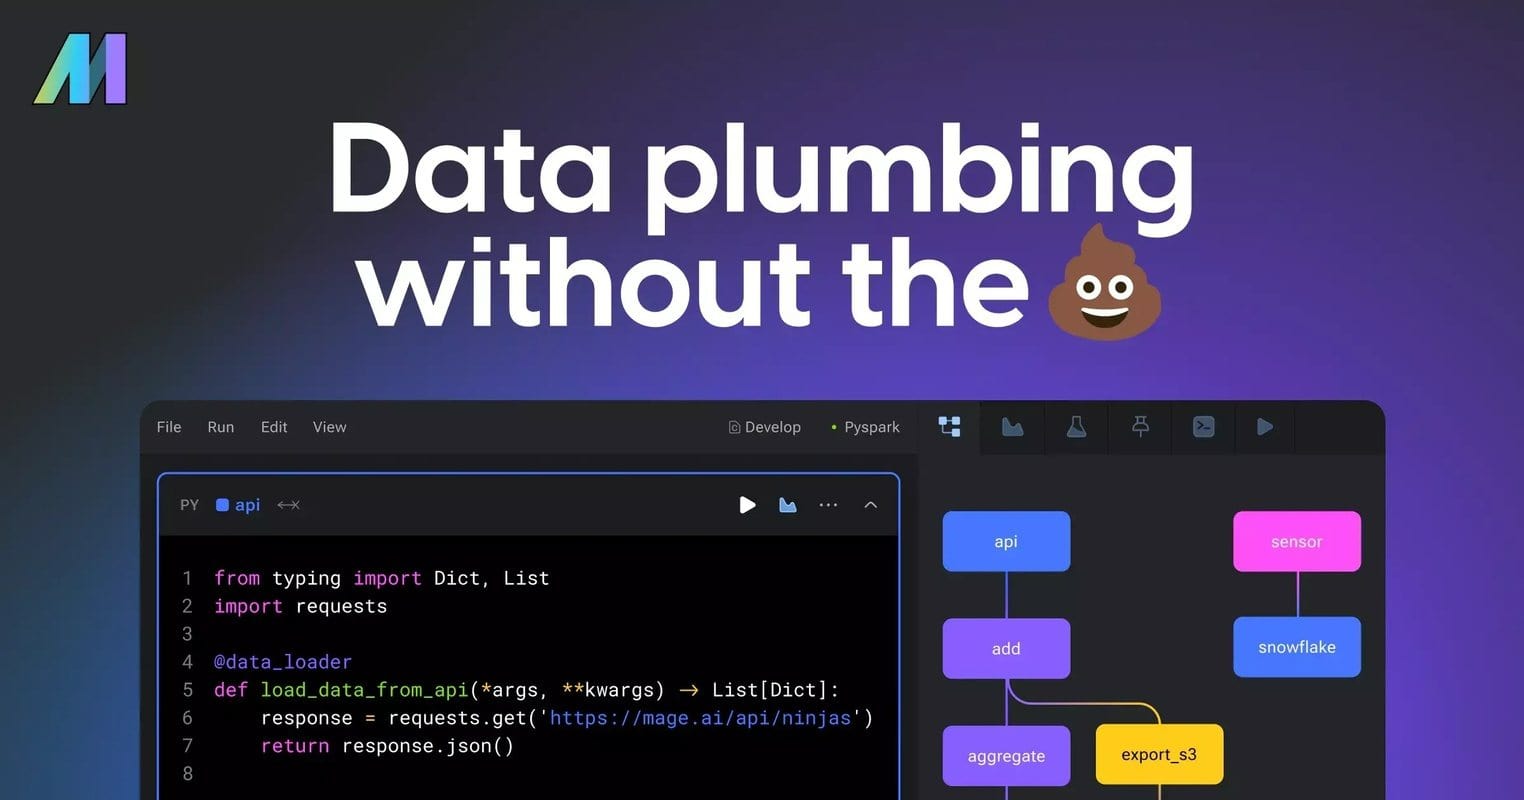 Data plumbing
without the 💩
File Run Edit View Develop Pyspark
PY api
1 from typing import Dict, List
2 import requests
3
4 @data_loader
5 def load_data_from_api(*args, **kwargs) → List[Dict]:
6     response = requests.get('https://mage.ai/api/ninjas')
7     return response.json()
8
api
sensor
add
snowflake
aggregate
export_s3